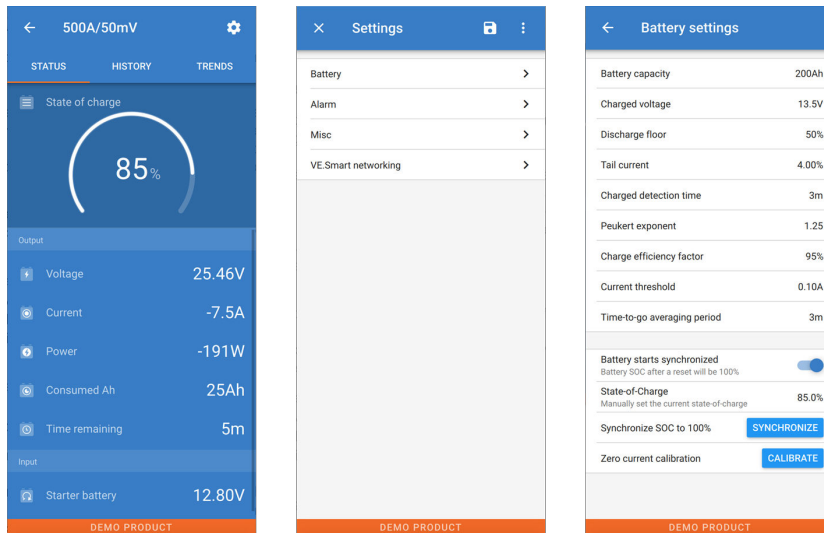 500A/50mV
STATUS HISTORY TRENDS
State of charge
85%
Output
Voltage 25.46V
Current -7.5A
Power -191W
Consumed Ah 25Ah
Time remaining 5m
Input
Starter battery 12.80V
DEMO PRODUCT
Settings
Battery
Alarm
Misc
VE.Smart networking
DEMO PRODUCT
Battery settings
Battery capacity 200Ah
Charged voltage 13.5V
Discharge floor 50%
Tail current 4.00%
Charged detection time 3m
Peukert exponent 1.25
Charge efficiency factor 95%
Current threshold 0.10A
Time-to-go averaging period 3m
Battery starts synchronized
Battery SOC after a reset will be 100%
State-of-Charge 85.0%
Manually set the current state-of-charge
Synchronize SOC to 100% SYNCHRONIZE
Zero current calibration CALIBRATE
DEMO PRODUCT